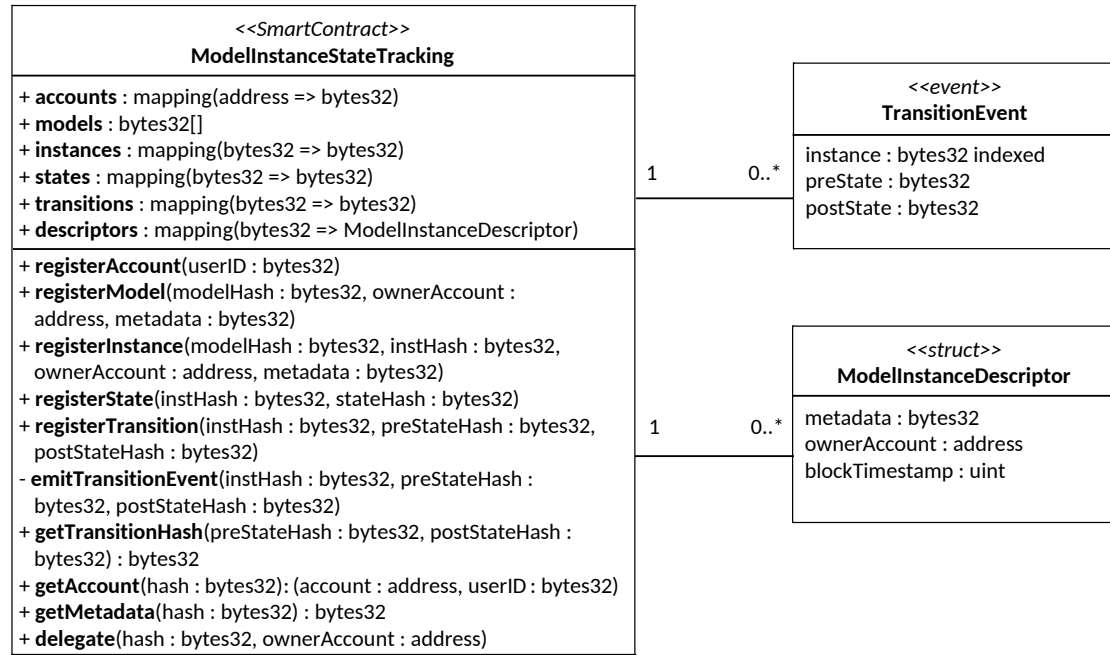 <<SmartContract>>
ModelInstanceStateTracking
+ accounts : mapping(address => bytes32)
+ models : bytes32[]
+ instances : mapping(bytes32 => bytes32)
+ states : mapping(bytes32 => bytes32)
+ transitions : mapping(bytes32 => bytes32)
+ descriptors : mapping(bytes32 => ModelInstanceDescriptor)
+ registerAccount(userID : bytes32)
+ registerModel(modelHash : bytes32, ownerAccount :
address, metadata : bytes32)
+ registerInstance(modelHash : bytes32, instHash : bytes32,
ownerAccount : address, metadata : bytes32)
+ registerState(instHash : bytes32, stateHash : bytes32)
+ registerTransition(instHash : bytes32, preStateHash : bytes32,
postStateHash : bytes32)
- emitTransitionEvent(instHash : bytes32, preStateHash :
bytes32, postStateHash : bytes32)
+ getTransitionHash(preStateHash : bytes32, postStateHash :
bytes32) : bytes32
+ getAccount(hash : bytes32): (account : address, userID : bytes32)
+ getMetadata(hash : bytes32) : bytes32
+ delegate(hash : bytes32, ownerAccount : address)
1 0..*
<<event>>
TransitionEvent
instance : bytes32 indexed
preState : bytes32
postState : bytes32
1 0..*
<<struct>>
ModelInstanceDescriptor
metadata : bytes32
ownerAccount : address
blockTimestamp : uint